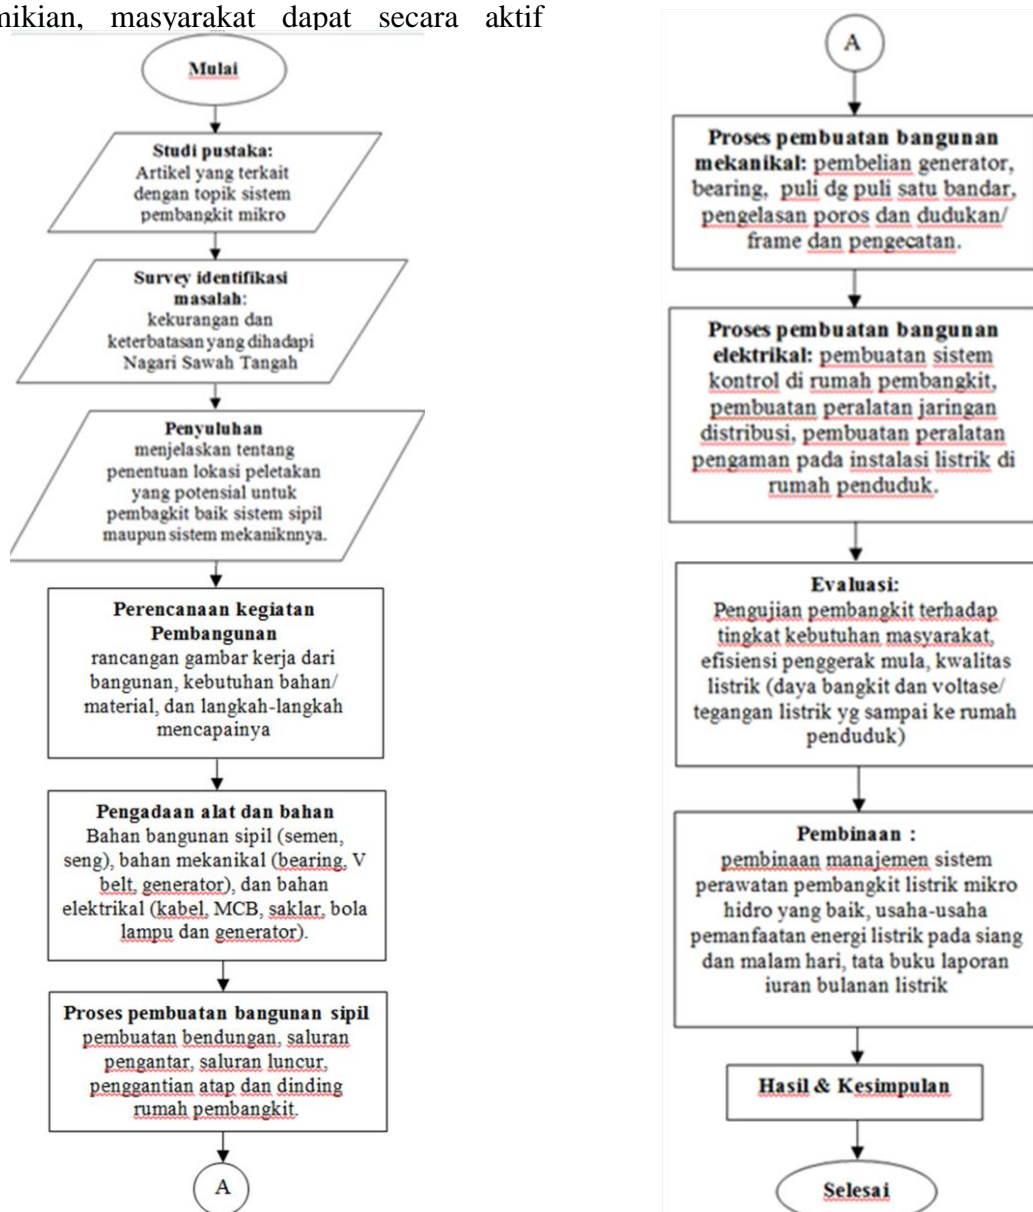 mikian, masyarakat dapat secara aktif
Mulai
Studi pustaka:
Artikel yang terkait
dengan topik sistem
pembangkit mikro
Survey identifikasi
masalah:
kekurangan dan
keterbatasan yang dihadapi
Nagari Sawah Tangah
Penyuluhan
menjelaskan tentang
penentuan lokasi peletakan
yang potensial untuk
pembagkit baik sistem sipil
maupun sistem mekaniknnya.
Perencanaan kegiatan
Pembangunan
rancangan gambar kerja dari
bangunan, kebutuhan bahan/
material, dan langkah-langkah
mencapainya
Pengadaan alat dan bahan
Bahan bangunan sipil (semen,
seng), bahan mekanikal (bearing, V
belt, generator), dan bahan
elektrikal (kabel, MCB, saklar, bola
lampu dan generator).
Proses pembuatan bangunan sipil
pembuatan bendungan, saluran
pengantar, saluran luncur,
penggantian atap dan dinding
rumah pembangkit.
A
A
Proses pembuatan bangunan
mekanikal: pembelian generator,
bearing, puli dg puli satu bandar,
pengelasan poros dan dudukan/
frame dan pengecatan.
Proses pembuatan bangunan
elektrikal: pembuatan sistem
kontrol di rumah pembangkit,
pembuatan peralatan jaringan
distribusi, pembuatan peralatan
pengaman pada instalasi listrik di
rumah penduduk.
Evaluasi:
Pengujian pembangkit terhadap
tingkat kebutuhan masyarakat,
efisiensi penggerak mula, kwalitas
listrik (daya bangkit dan voltase/
tegangan listrik yg sampai ke rumah
penduduk)
Pembinaan :
pembinaan manajemen sistem
perawatan pembangkit listrik mikro
hidro yang baik, usaha-usaha
pemanfaatan energi listrik pada siang
dan malam hari, tata buku laporan
iuran bulanan listrik
Hasil & Kesimpulan
Selesai